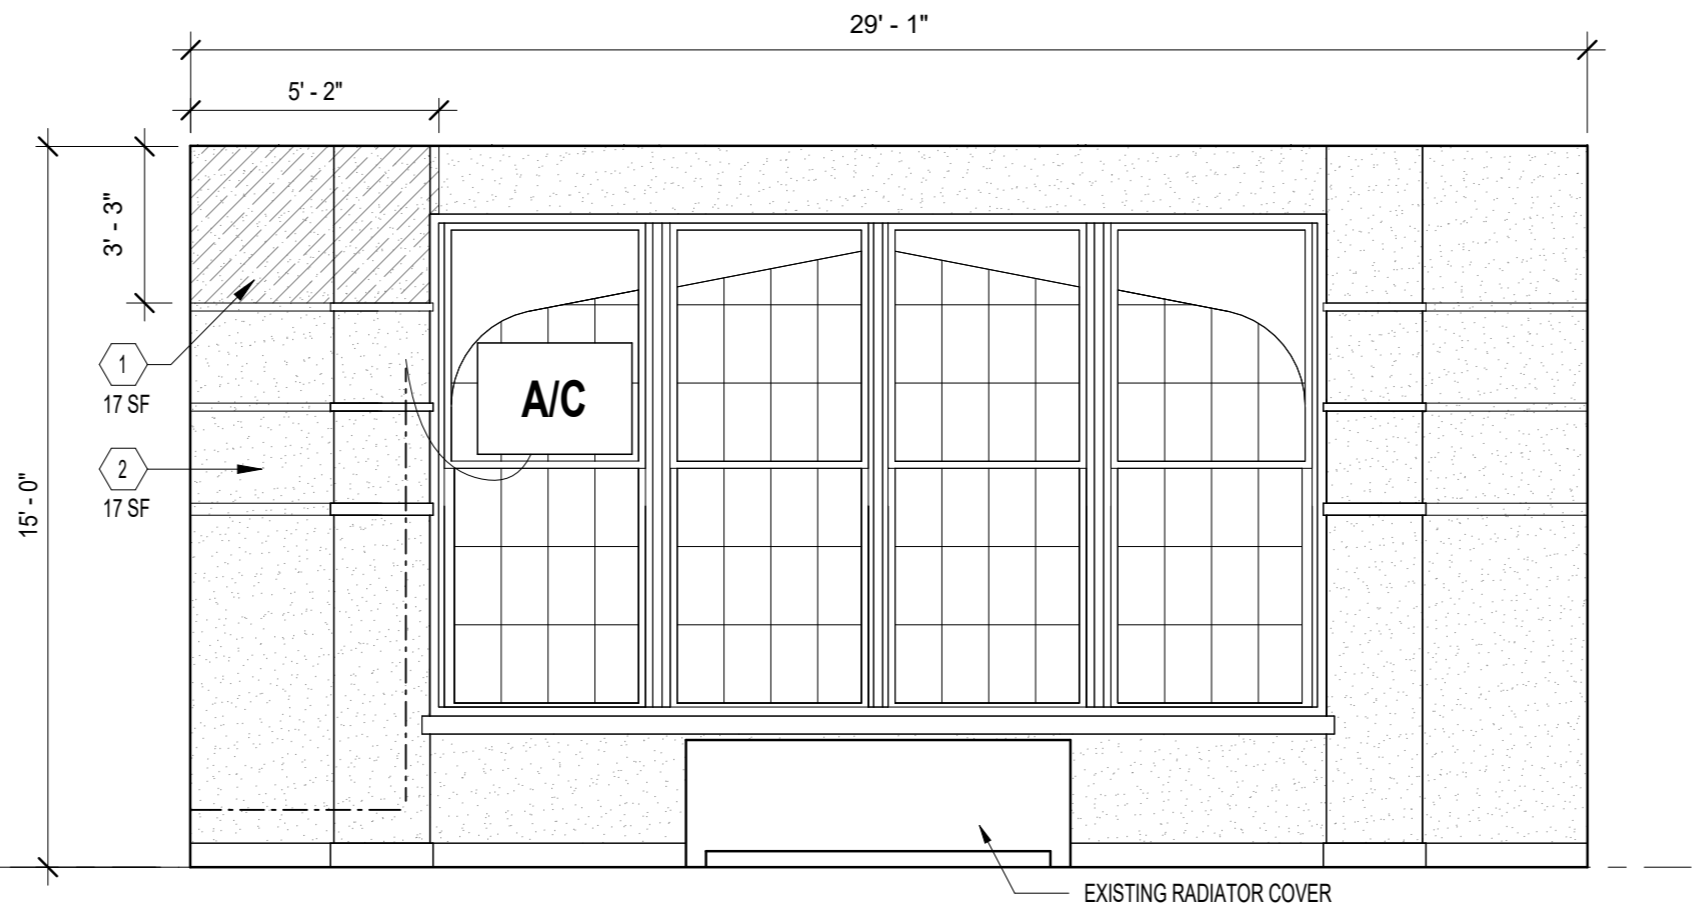 29' - 1"
5' - 2"
3' - 3"
15' - 0"
1
17 SF
2
17 SF
A/C
EXISTING RADIATOR COVER